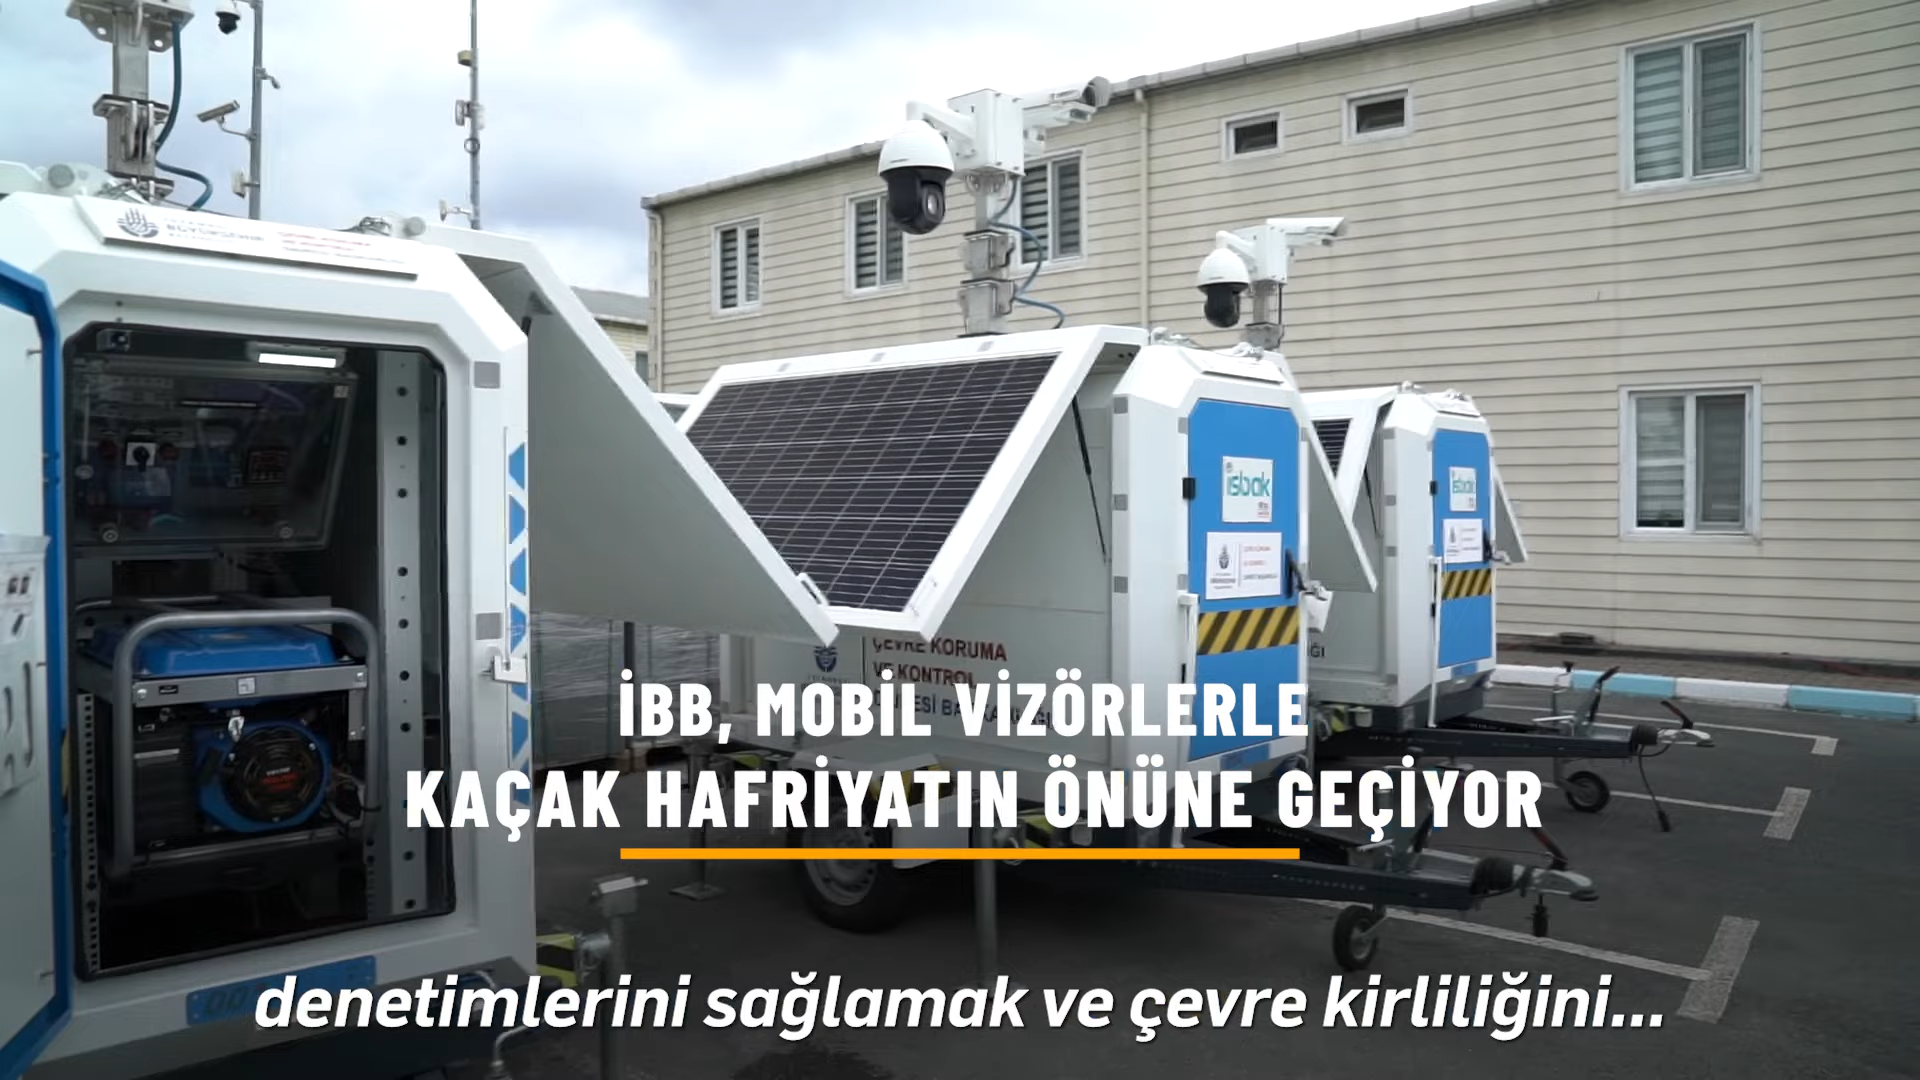 isbak
isbak
ÇEVRE KORUMA
VE KONTROL
İBB, MOBİL VİZÖRLERLE
KAÇAK HAFRİYATIN ÖNÜNE GEÇİYOR
denetimlerini sağlamak ve çevre kirliliğini...